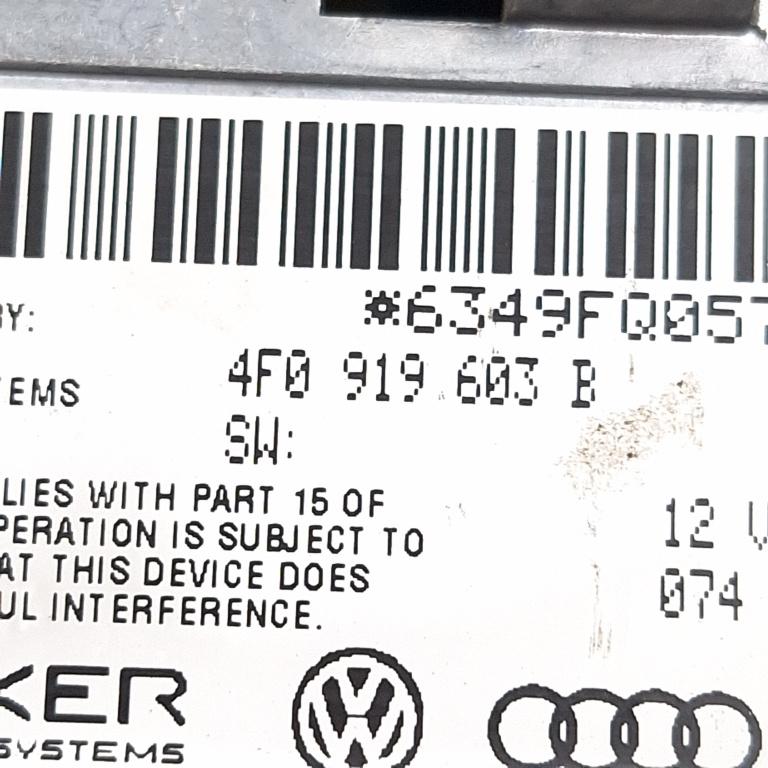 *6349FQ057
BY:
4F0 919 603 B
TEMS
SW:
LIES WITH PART 15 OF
PERATION IS SUBJECT TO
AT THIS DEVICE DOES
UL INTERFERENCE.
12 V
074
KER
SYSTEMS